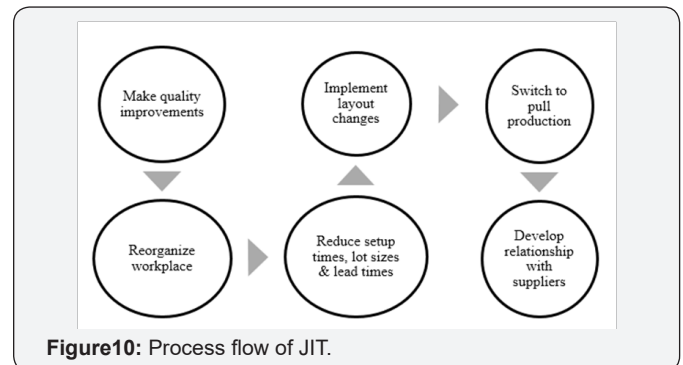 Make quality
improvements
Reorganize
workplace
Reduce setup
times, lot sizes
& lead times
Implement
layout
changes
Switch to
pull
production
Develop
relationship
with
suppliers
Figure10: Process flow of JIT.